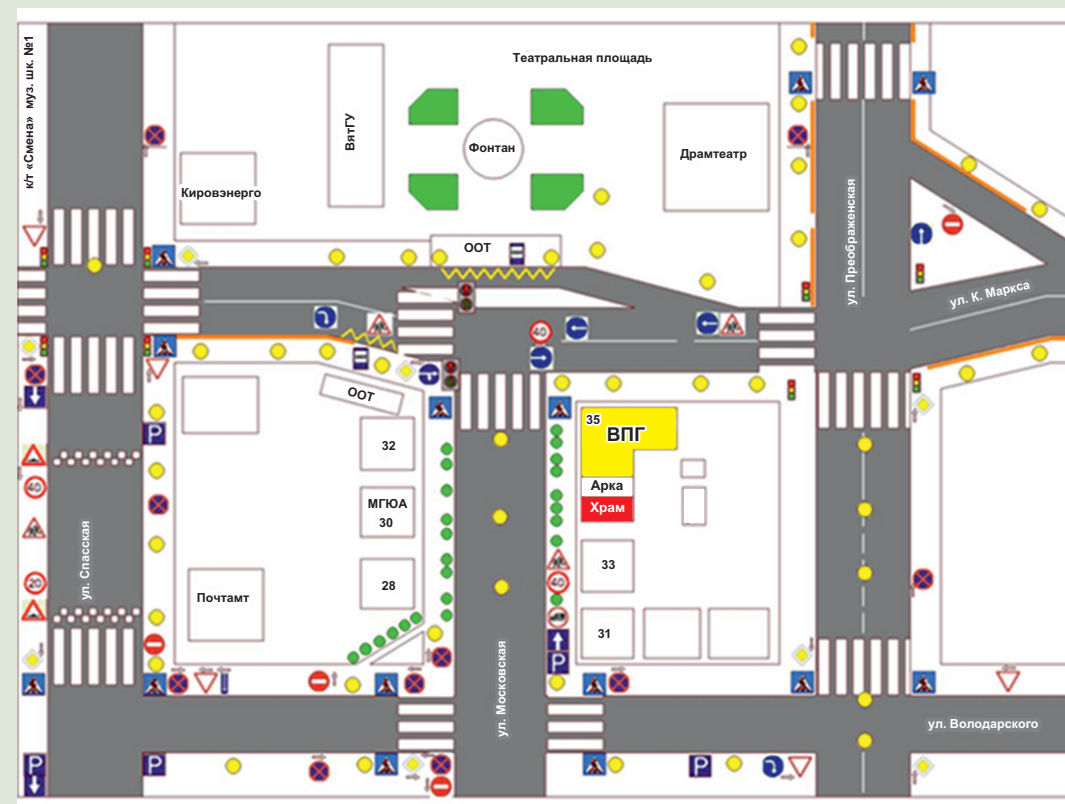 к/т «Смена» муз. шк. №1
Театральная площадь
ВятГУ
Фонтан
Драмтеатр
Кировэнерго
ООТ
ул. Преображенская
ул. К. Маркса
40
ООТ
35
ВПГ
32
Арка
Храм
МГЮА
30
40
ул. Спасская
33
40
28
20
Почтамт
31
P
P
P
P
P
ул. Московская
ул. Володарского